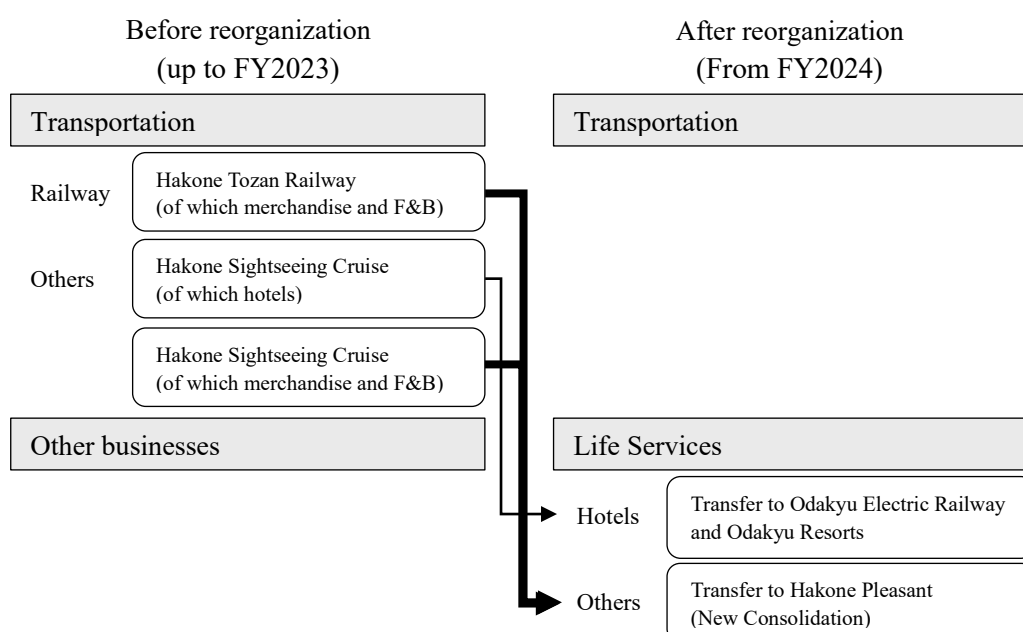 Before reorganization
(up to FY2023)
After reorganization
(From FY2024)
Transportation
Transportation
Railway
Hakone Tozan Railway
(of which merchandise and F&B)
Others
Hakone Sightseeing Cruise
(of which hotels)
Hakone Sightseeing Cruise
(of which merchandise and F&B)
Other businesses
Life Services
Hotels
Transfer to Odakyu Electric Railway
and Odakyu Resorts
Others
Transfer to Hakone Pleasant
(New Consolidation)